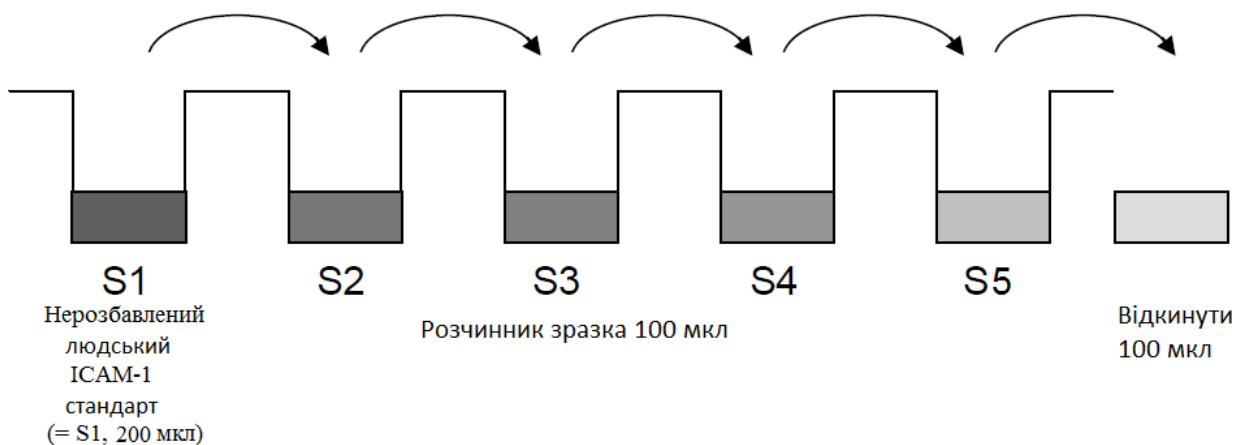 S1 S2 S3 S4 S5
Нерозбавлений
людський
ICAM-1
стандарт
(= S1, 200 мкл)
Розчинник зразка 100 мкл
Відкинути
100 мкл